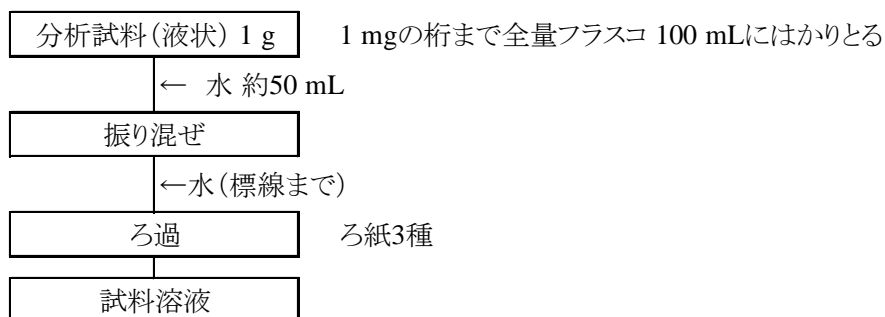 分析試料(液状) 1 g 1 mgの桁まで全量フラスコ 100 mLにはかりとる
← 水 約50 mL
振り混ぜ
←水(標線まで)
ろ過 ろ紙3種
試料溶液